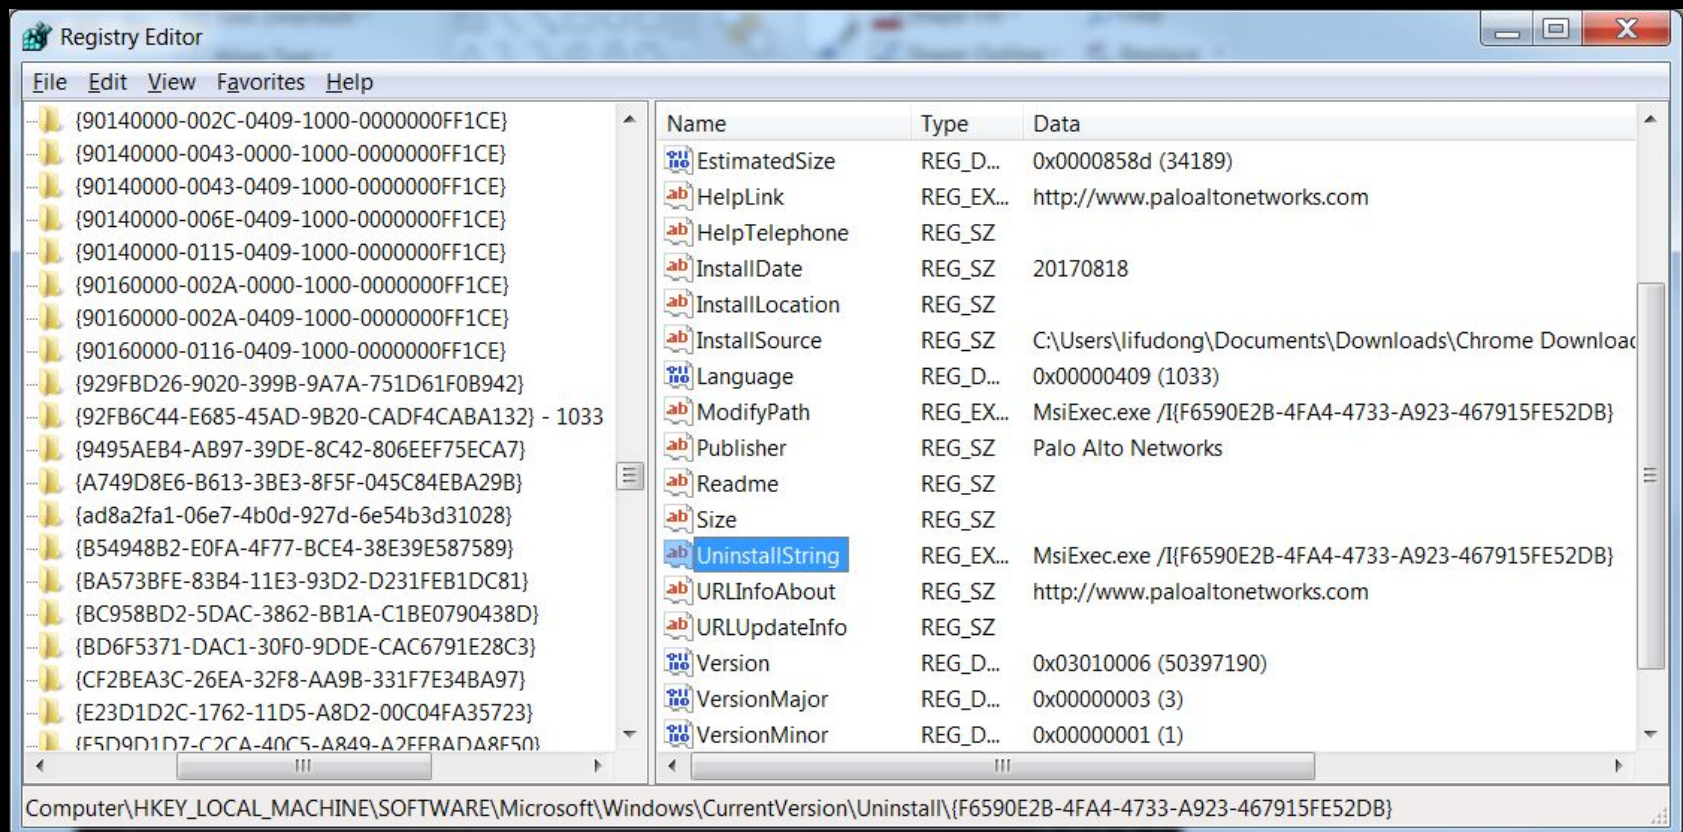 Registry Editor
File Edit View Favorites Help
{90140000-002C-0409-1000-0000000FF1CE}
{90140000-0043-0000-1000-0000000FF1CE}
{90140000-0043-0409-1000-0000000FF1CE}
{90140000-006E-0409-1000-0000000FF1CE}
{90140000-0115-0409-1000-0000000FF1CE}
{90160000-002A-0000-1000-0000000FF1CE}
{90160000-002A-0409-1000-0000000FF1CE}
{90160000-0116-0409-1000-0000000FF1CE}
{929FBD26-9020-399B-9A7A-751D61F0B942}
{92FB6C44-E685-45AD-9B20-CADF4CABA132} - 1033
{9495AEB4-AB97-39DE-8C42-806EEF75ECA7}
{A749D8E6-B613-3BE3-8F5F-045C84EBA29B}
{ad8a2fa1-06e7-4b0d-927d-6e54b3d31028}
{B54948B2-E0FA-4F77-BCE4-38E39E587589}
{BA573BFE-83B4-11E3-93D2-D231FEB1DC81}
{BC958BD2-5DAC-3862-BB1A-C1BE0790438D}
{BD6F5371-DAC1-30F0-9DDE-CAC6791E28C3}
{CF2BEA3C-26EA-32F8-AA9B-331F7E34BA97}
{E23D1D2C-1762-11D5-A8D2-00C04FA35723}
{F5D9D1D7-C2CA-40C5-A849-A2FFBADA8F50}
Name Type Data
EstimatedSize REG_D... 0x0000858d (34189)
HelpLink REG_EX... http://www.paloaltonetworks.com
HelpTelephone REG_SZ
InstallDate REG_SZ 20170818
InstallLocation REG_SZ
InstallSource REG_SZ C:\Users\lifudong\Documents\Downloads\Chrome Downloac
Language REG_D... 0x00000409 (1033)
ModifyPath REG_EX... MsiExec.exe /I{F6590E2B-4FA4-4733-A923-467915FE52DB}
Publisher REG_SZ Palo Alto Networks
Readme REG_SZ
Size REG_SZ
UninstallString REG_EX... MsiExec.exe /I{F6590E2B-4FA4-4733-A923-467915FE52DB}
URLInfoAbout REG_SZ http://www.paloaltonetworks.com
URLUpdateInfo REG_SZ
Version REG_D... 0x03010006 (50397190)
VersionMajor REG_D... 0x00000003 (3)
VersionMinor REG_D... 0x00000001 (1)
Computer\HKEY_LOCAL_MACHINE\SOFTWARE\Microsoft\Windows\CurrentVersion\Uninstall\{F6590E2B-4FA4-4733-A923-467915FE52DB}